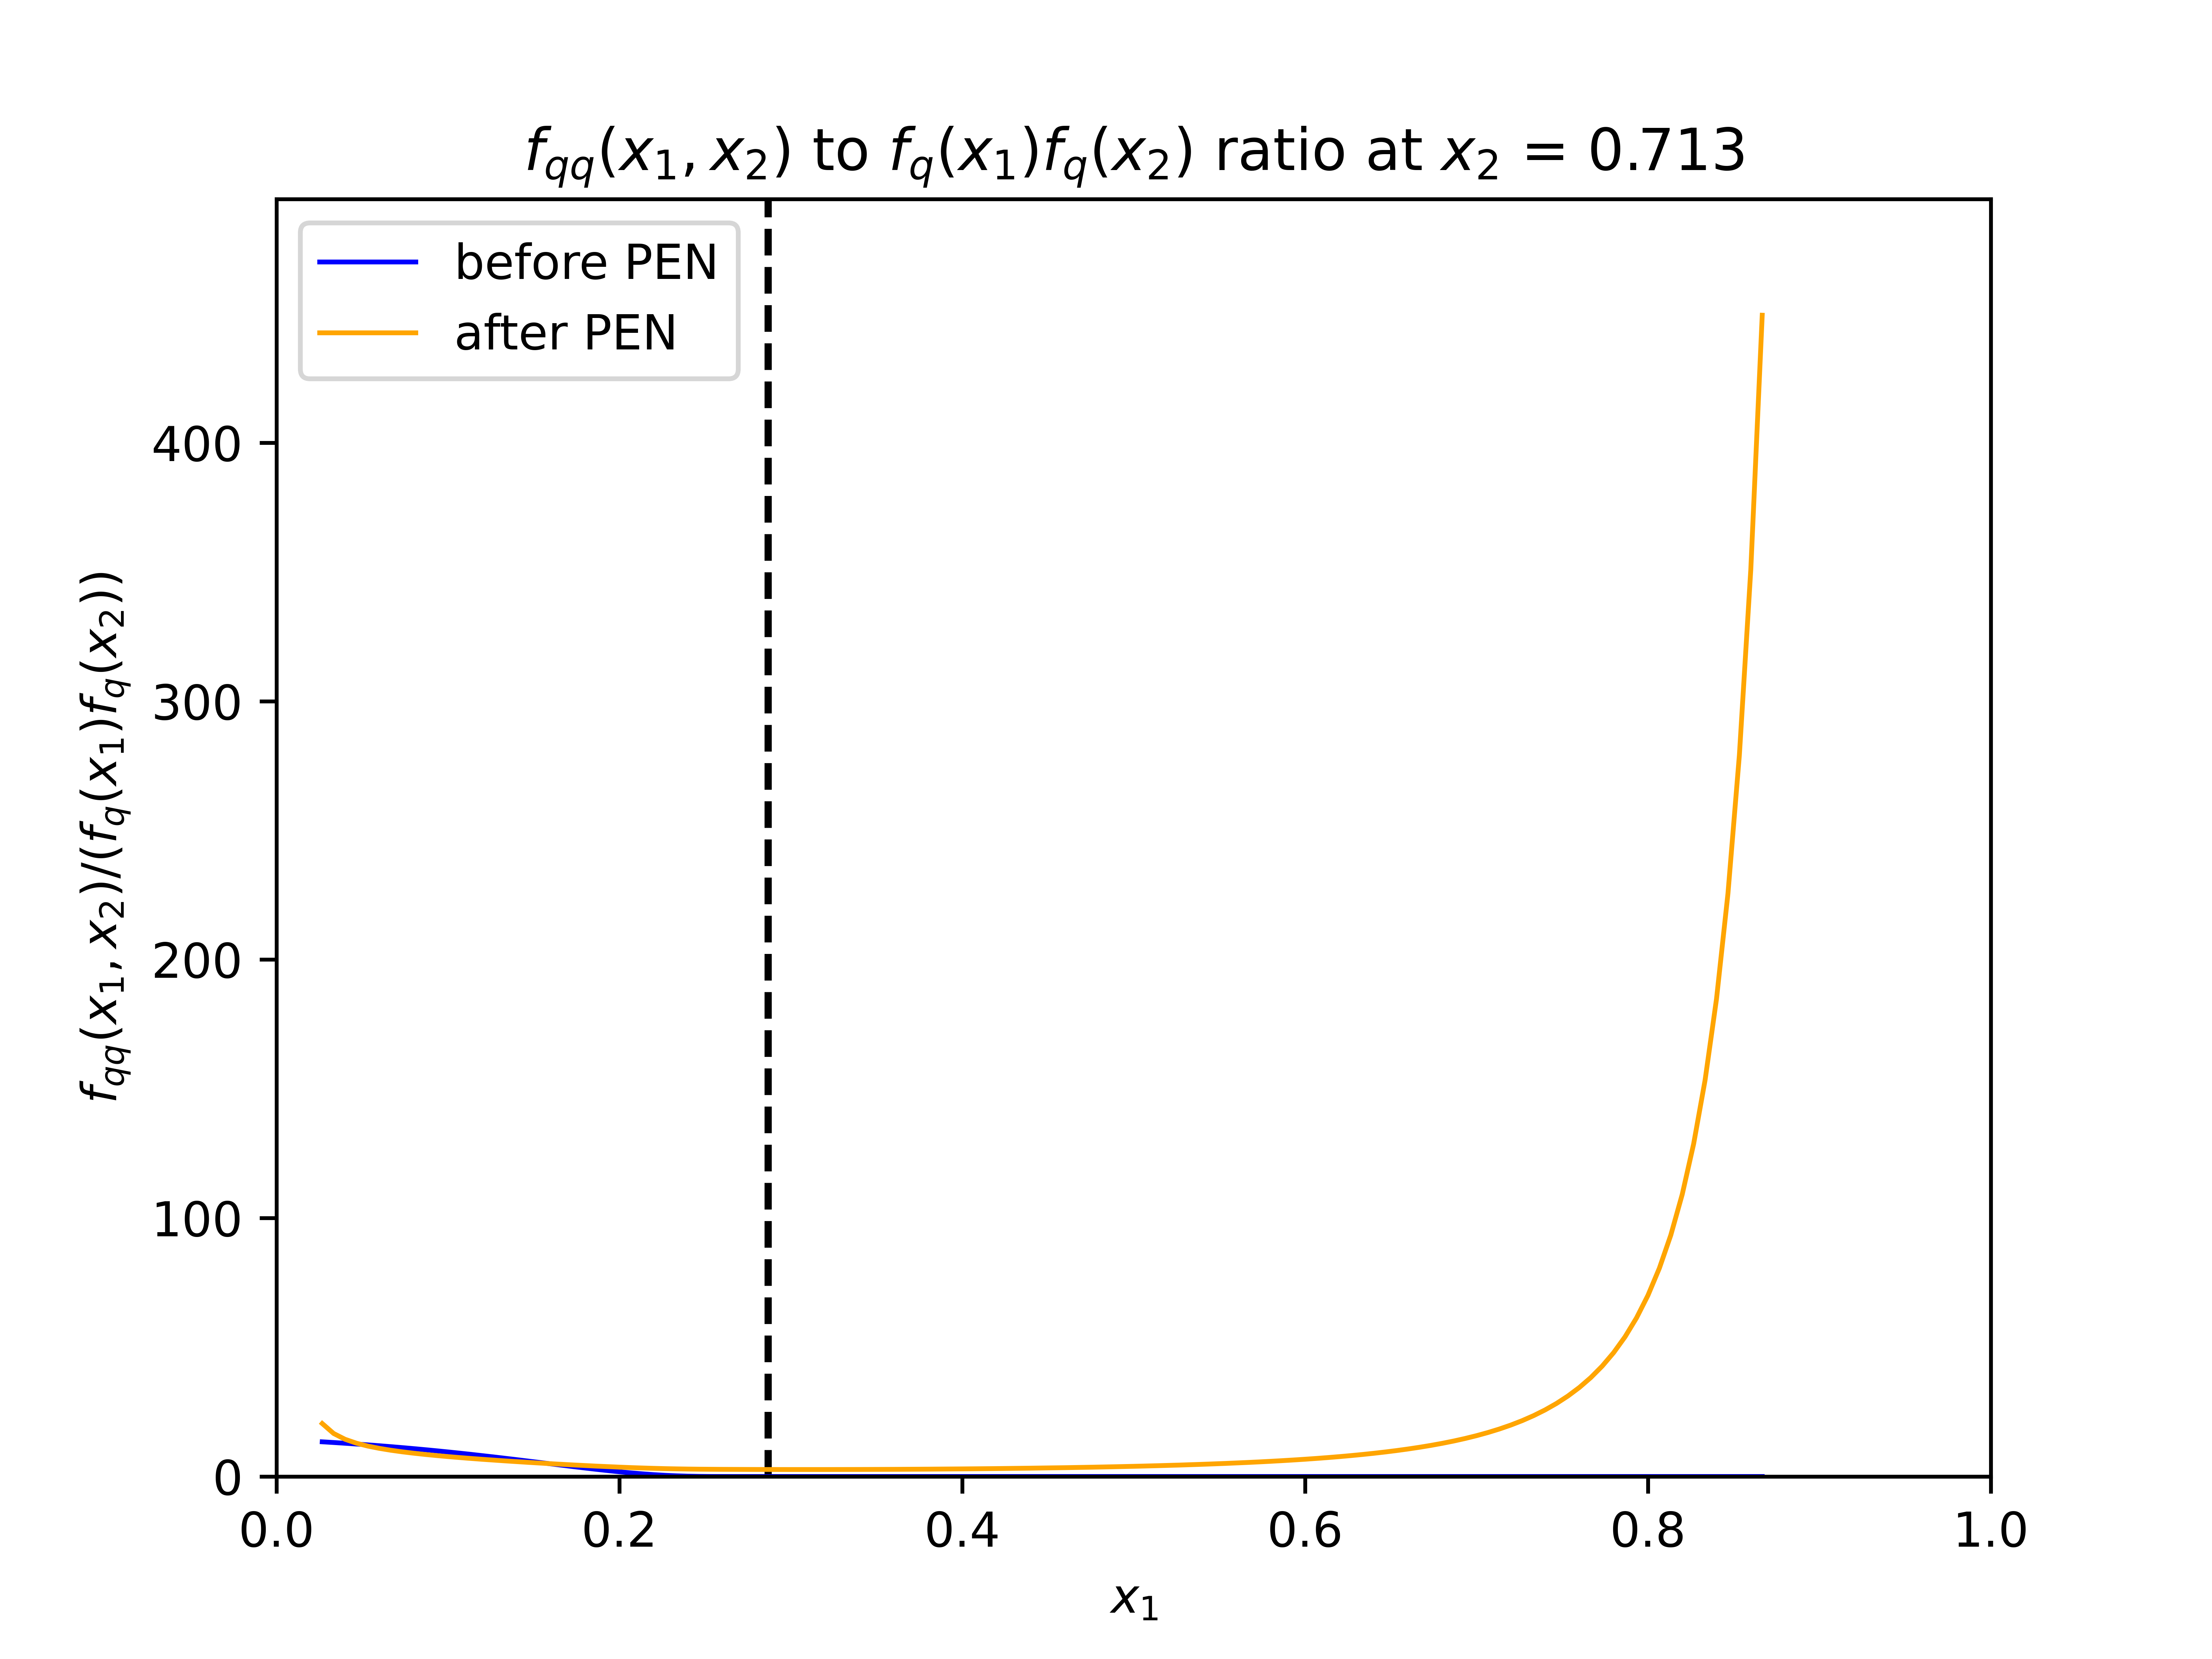 f_qq(x_1, x_2) to f_q(x_1)f_q(x_2) ratio at x_2 = 0.713
before PEN
after PEN
f_qq(x_1, x_2)/(f_q(x_1)f_q(x_2))
400
300
200
100
0
0.0 0.2 0.4 0.6 0.8 1.0
x_1